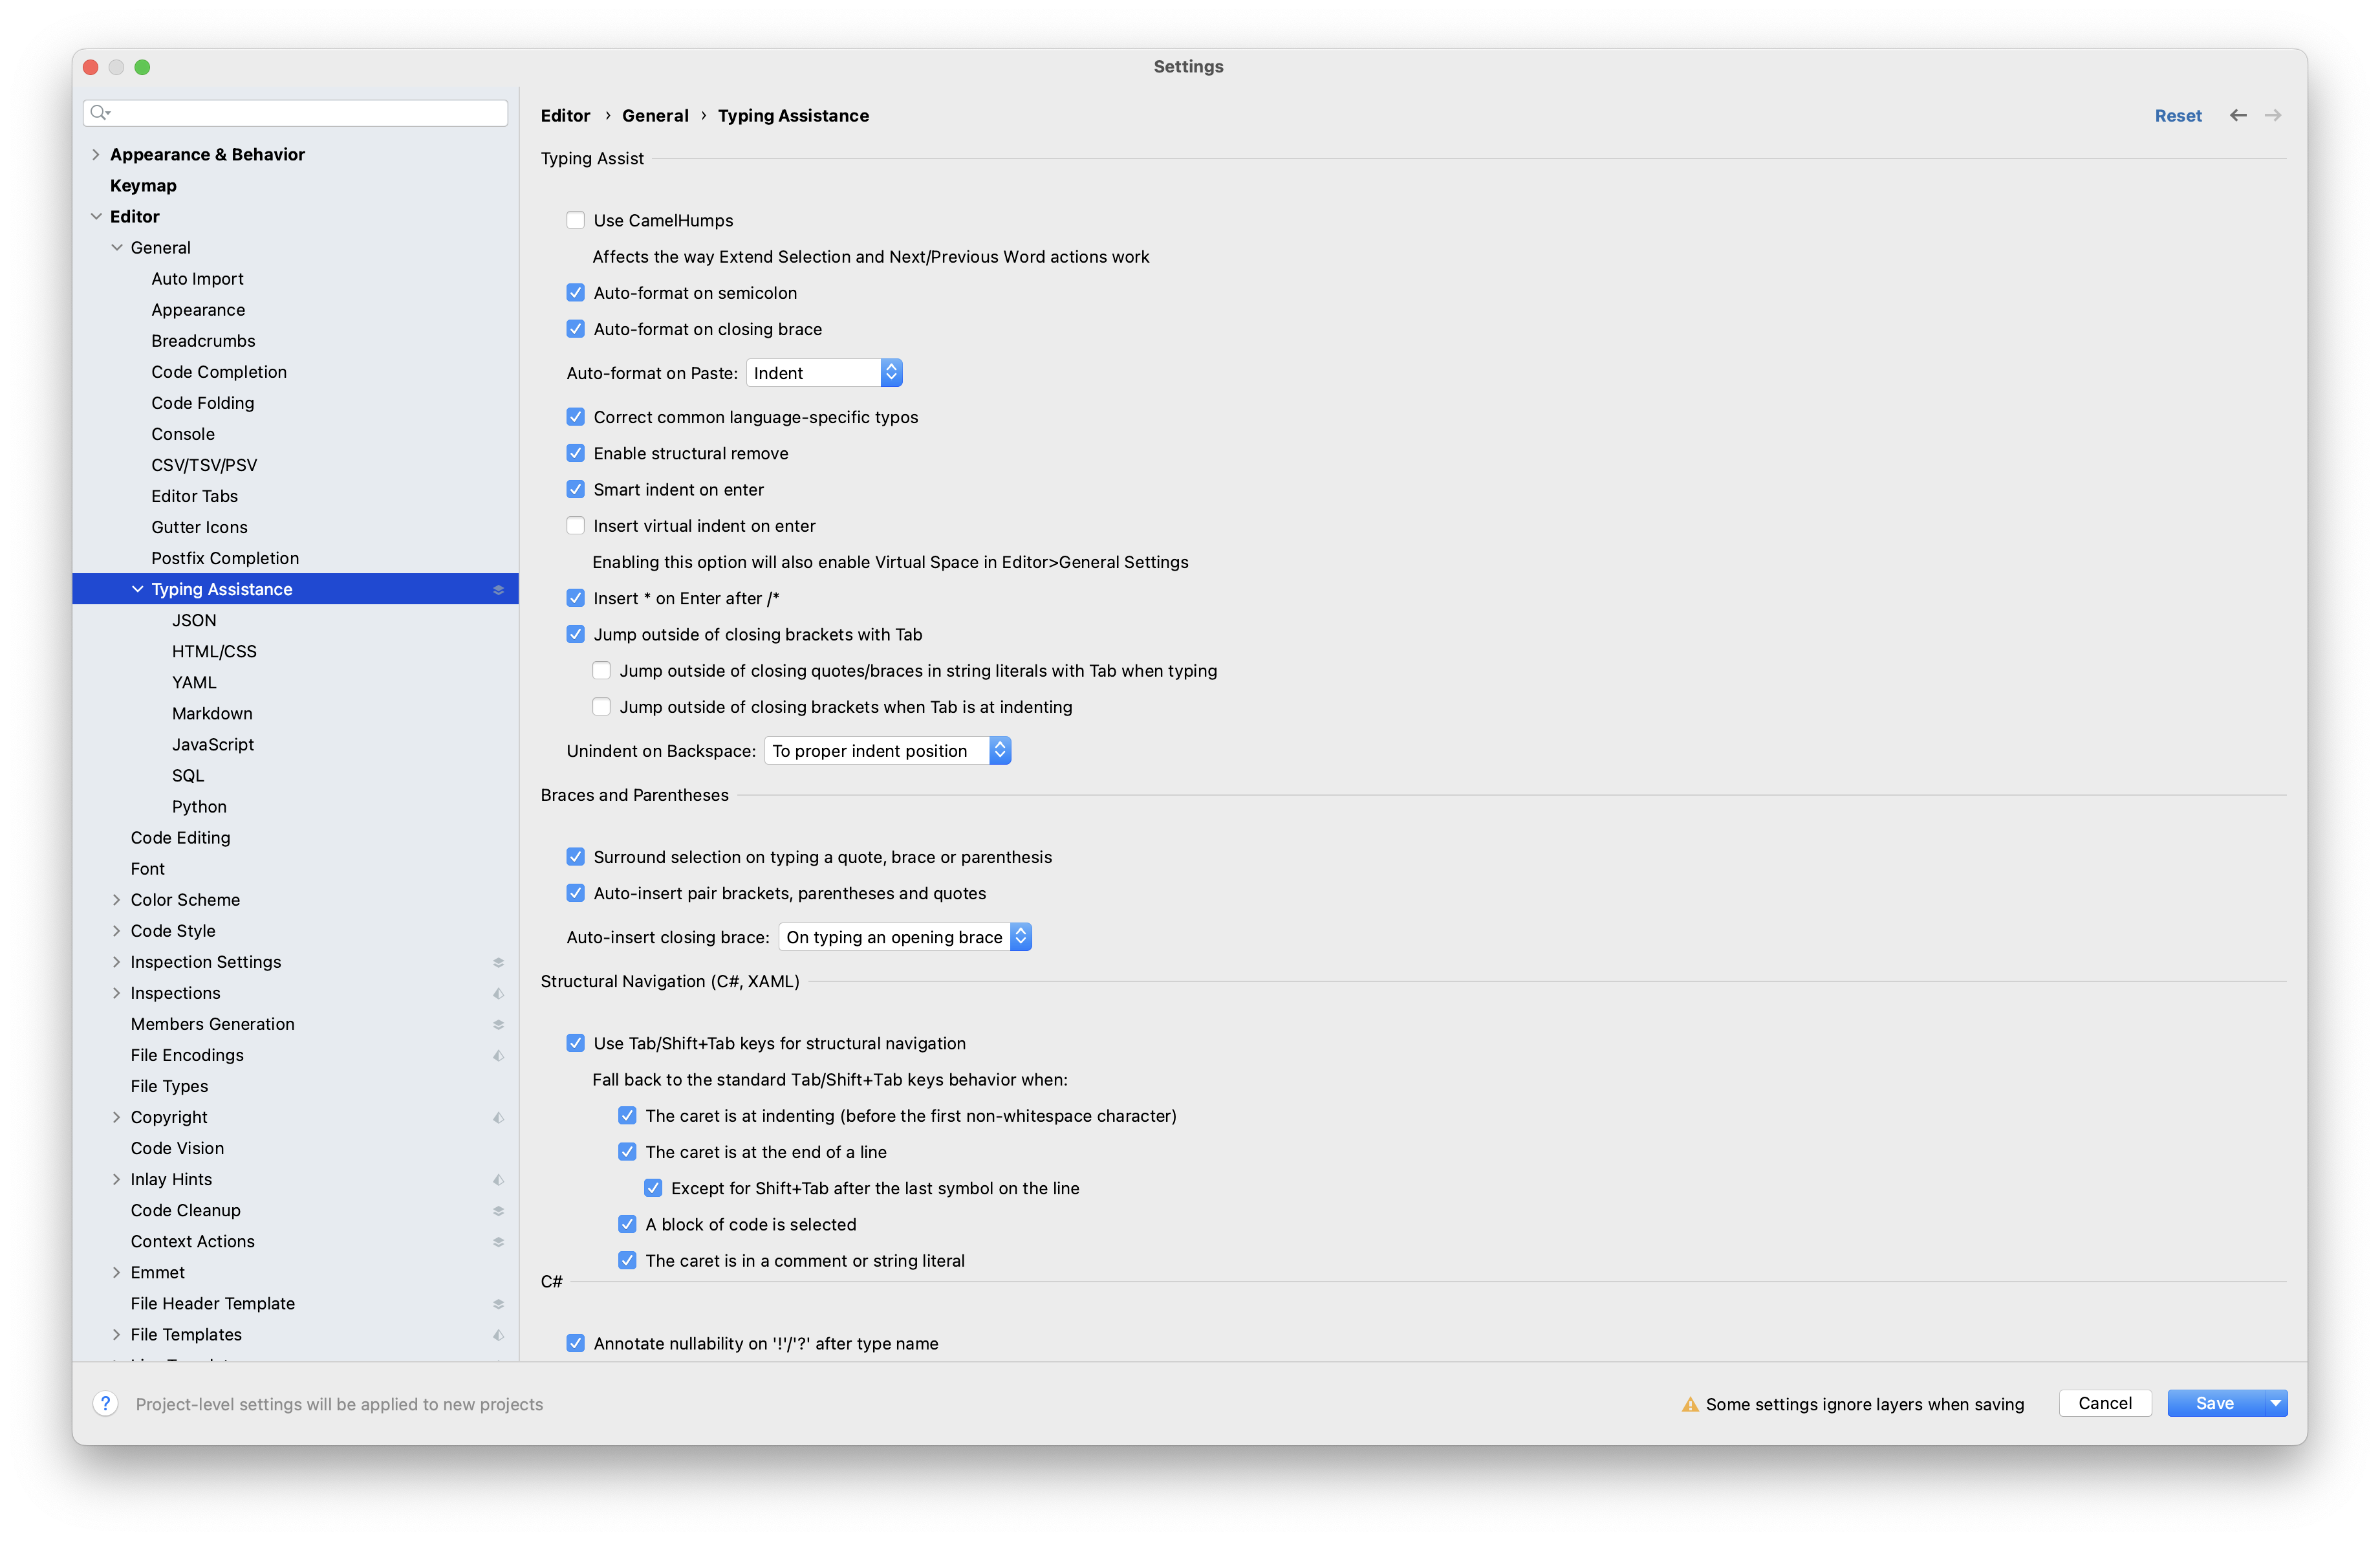 Settings
Appearance & Behavior
Keymap
Editor
General
Auto Import
Appearance
Breadcrumbs
Code Completion
Code Folding
Console
CSV/TSV/PSV
Editor Tabs
Gutter Icons
Postfix Completion
Typing Assistance
JSON
HTML/CSS
YAML
Markdown
JavaScript
SQL
Python
Code Editing
Font
Color Scheme
Code Style
Inspection Settings
Inspections
Members Generation
File Encodings
File Types
Copyright
Code Vision
Inlay Hints
Code Cleanup
Context Actions
Emmet
File Header Template
File Templates
Editor › General › Typing Assistance
Reset
Typing Assist
Use CamelHumps
Affects the way Extend Selection and Next/Previous Word actions work
Auto-format on semicolon
Auto-format on closing brace
Auto-format on Paste: Indent
Correct common language-specific typos
Enable structural remove
Smart indent on enter
Insert virtual indent on enter
Enabling this option will also enable Virtual Space in Editor>General Settings
Insert * on Enter after /*
Jump outside of closing brackets with Tab
Jump outside of closing quotes/braces in string literals with Tab when typing
Jump outside of closing brackets when Tab is at indenting
Unindent on Backspace: To proper indent position
Braces and Parentheses
Surround selection on typing a quote, brace or parenthesis
Auto-insert pair brackets, parentheses and quotes
Auto-insert closing brace: On typing an opening brace
Structural Navigation (C#, XAML)
Use Tab/Shift+Tab keys for structural navigation
Fall back to the standard Tab/Shift+Tab keys behavior when:
The caret is at indenting (before the first non-whitespace character)
The caret is at the end of a line
Except for Shift+Tab after the last symbol on the line
A block of code is selected
The caret is in a comment or string literal
C#
Annotate nullability on '!'/'?' after type name
? Project-level settings will be applied to new projects
Some settings ignore layers when saving
Cancel
Save